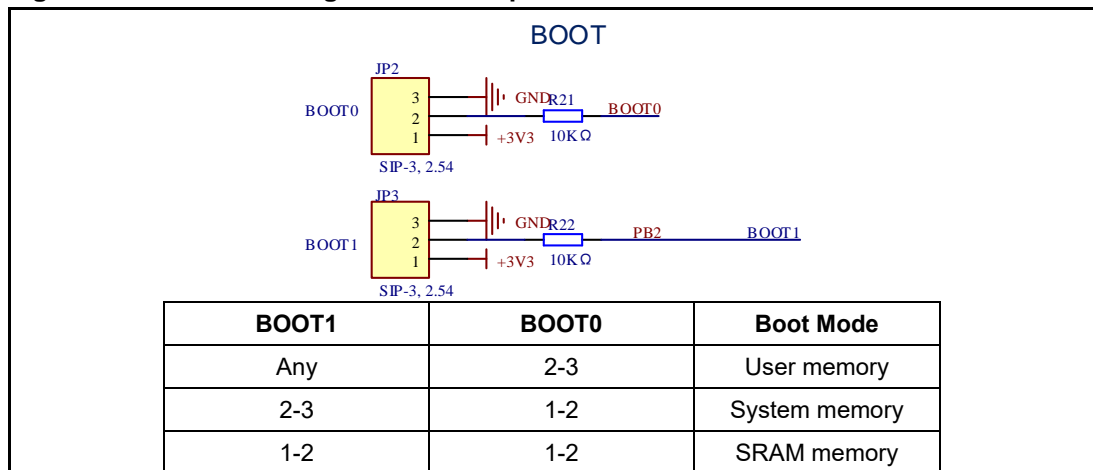 BOOT
JP2
BOOT0
3
2
1
GND
R21
BOOT0
+3V3
10KΩ
SIP-3, 2.54
JP3
BOOT1
3
2
1
GND
R22
PB2
BOOT1
+3V3
10KΩ
SIP-3, 2.54
BOOT1 BOOT0 Boot Mode
Any 2-3 User memory
2-3 1-2 System memory
1-2 1-2 SRAM memory